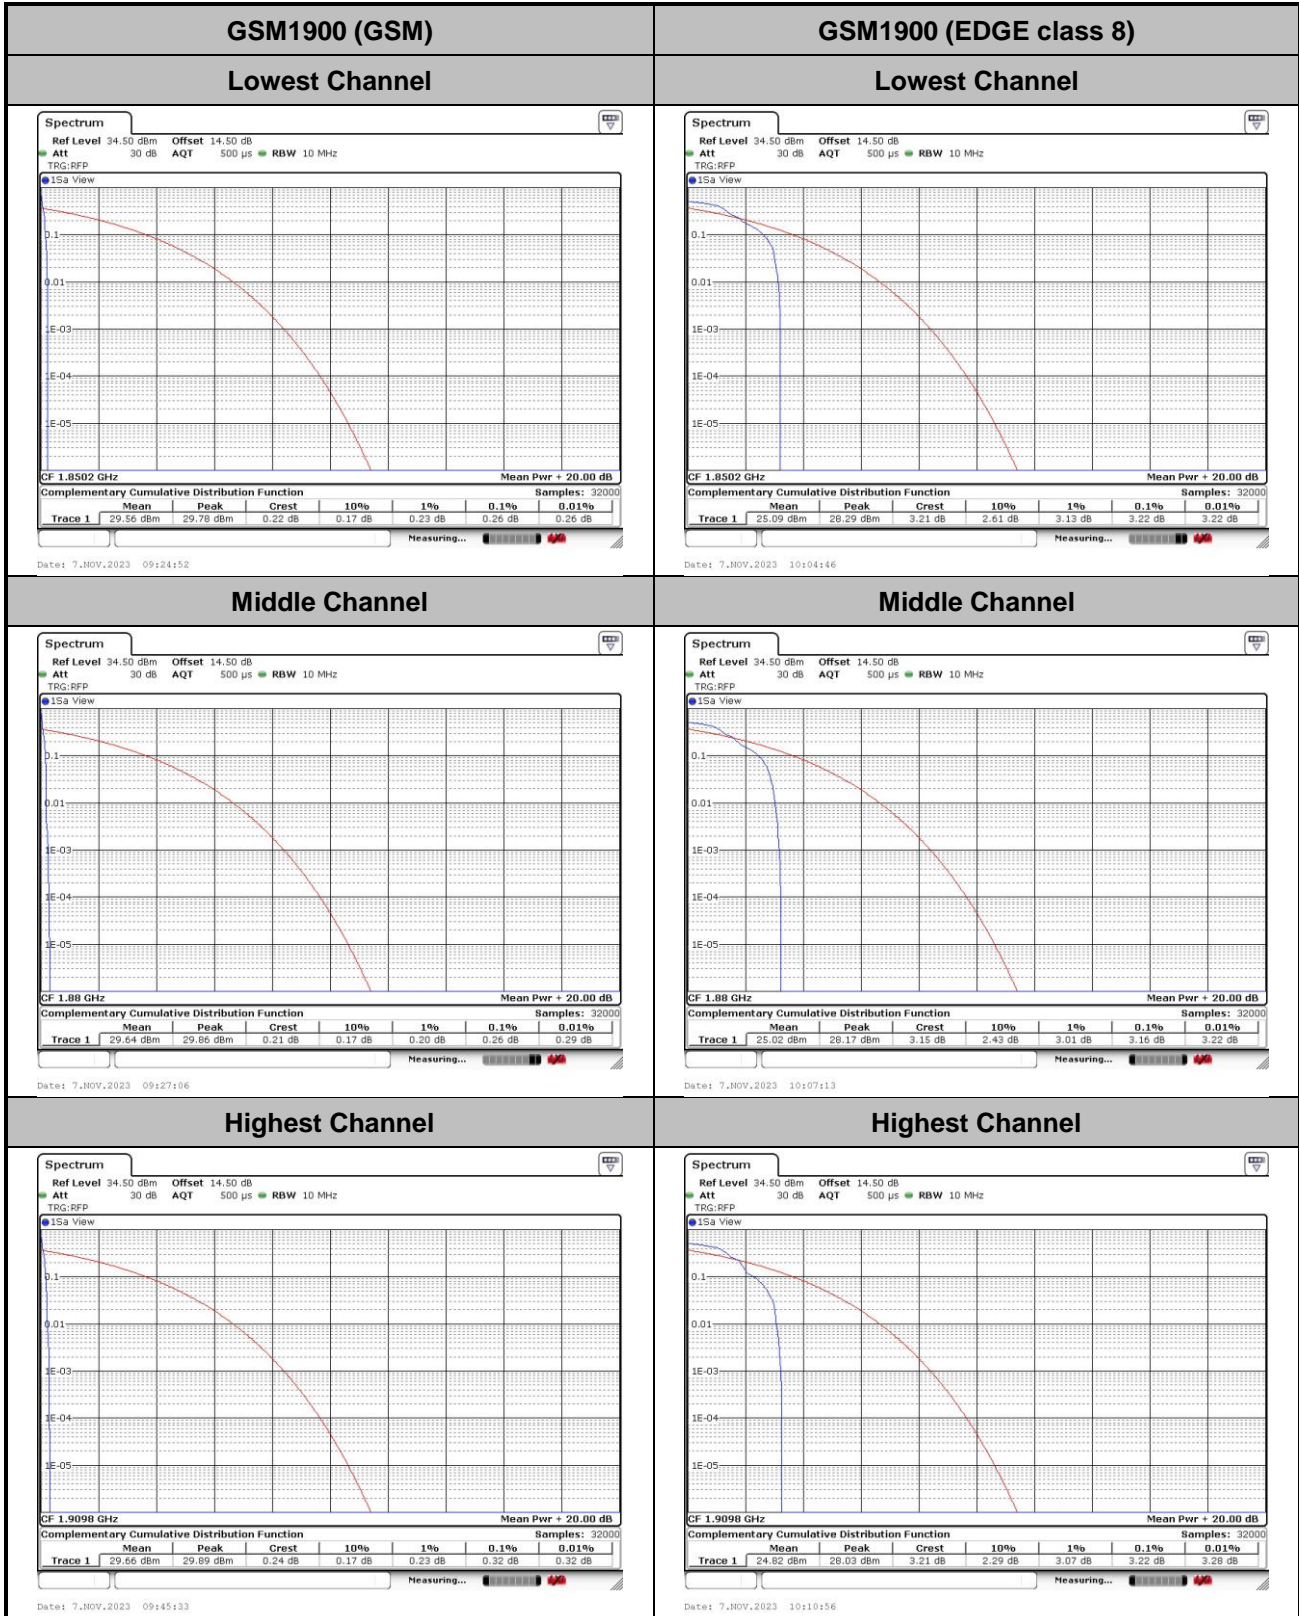 GSM1900 (GSM) GSM1900 (EDGE class 8)
Lowest Channel Lowest Channel
Spectrum
Ref Level 34.50 dBm Offset 14.50 dB
Att 30 dB AQT 500 µs RBW 10 MHz
TRG:RFP
1Sa View
0.1
0.01
1E-03
1E-04
1E-05
CF 1.8502 GHz Mean Pwr + 20.00 dB
Complementary Cumulative Distribution Function Samples: 32000
Mean Peak Crest 10% 1% 0.1% 0.01%
Trace 1 29.56 dBm 29.78 dBm 0.22 dB 0.17 dB 0.23 dB 0.26 dB 0.26 dB
Measuring...
Date: 7.NOV.2023 09:24:52
Spectrum
Ref Level 34.50 dBm Offset 14.50 dB
Att 30 dB AQT 500 µs RBW 10 MHz
TRG:RFP
1Sa View
0.1
0.01
1E-03
1E-04
1E-05
CF 1.8502 GHz Mean Pwr + 20.00 dB
Complementary Cumulative Distribution Function Samples: 32000
Mean Peak Crest 10% 1% 0.1% 0.01%
Trace 1 25.09 dBm 28.29 dBm 3.21 dB 2.61 dB 3.13 dB 3.22 dB 3.22 dB
Measuring...
Date: 7.NOV.2023 10:04:46
Middle Channel Middle Channel
Spectrum
Ref Level 34.50 dBm Offset 14.50 dB
Att 30 dB AQT 500 µs RBW 10 MHz
TRG:RFP
1Sa View
0.1
0.01
1E-03
1E-04
1E-05
CF 1.88 GHz Mean Pwr + 20.00 dB
Complementary Cumulative Distribution Function Samples: 32000
Mean Peak Crest 10% 1% 0.1% 0.01%
Trace 1 29.64 dBm 29.86 dBm 0.21 dB 0.17 dB 0.20 dB 0.26 dB 0.29 dB
Measuring...
Date: 7.NOV.2023 09:27:06
Spectrum
Ref Level 34.50 dBm Offset 14.50 dB
Att 30 dB AQT 500 µs RBW 10 MHz
TRG:RFP
1Sa View
0.1
0.01
1E-03
1E-04
1E-05
CF 1.88 GHz Mean Pwr + 20.00 dB
Complementary Cumulative Distribution Function Samples: 32000
Mean Peak Crest 10% 1% 0.1% 0.01%
Trace 1 25.02 dBm 28.17 dBm 3.15 dB 2.43 dB 3.01 dB 3.16 dB 3.22 dB
Measuring...
Date: 7.NOV.2023 10:07:13
Highest Channel Highest Channel
Spectrum
Ref Level 34.50 dBm Offset 14.50 dB
Att 30 dB AQT 500 µs RBW 10 MHz
TRG:RFP
1Sa View
0.1
0.01
1E-03
1E-04
1E-05
CF 1.9098 GHz Mean Pwr + 20.00 dB
Complementary Cumulative Distribution Function Samples: 32000
Mean Peak Crest 10% 1% 0.1% 0.01%
Trace 1 29.66 dBm 29.89 dBm 0.24 dB 0.17 dB 0.23 dB 0.32 dB 0.32 dB
Measuring...
Date: 7.NOV.2023 09:45:33
Spectrum
Ref Level 34.50 dBm Offset 14.50 dB
Att 30 dB AQT 500 µs RBW 10 MHz
TRG:RFP
1Sa View
0.1
0.01
1E-03
1E-04
1E-05
CF 1.9098 GHz Mean Pwr + 20.00 dB
Complementary Cumulative Distribution Function Samples: 32000
Mean Peak Crest 10% 1% 0.1% 0.01%
Trace 1 24.82 dBm 28.03 dBm 3.21 dB 2.29 dB 3.07 dB 3.22 dB 3.28 dB
Measuring...
Date: 7.NOV.2023 10:10:56